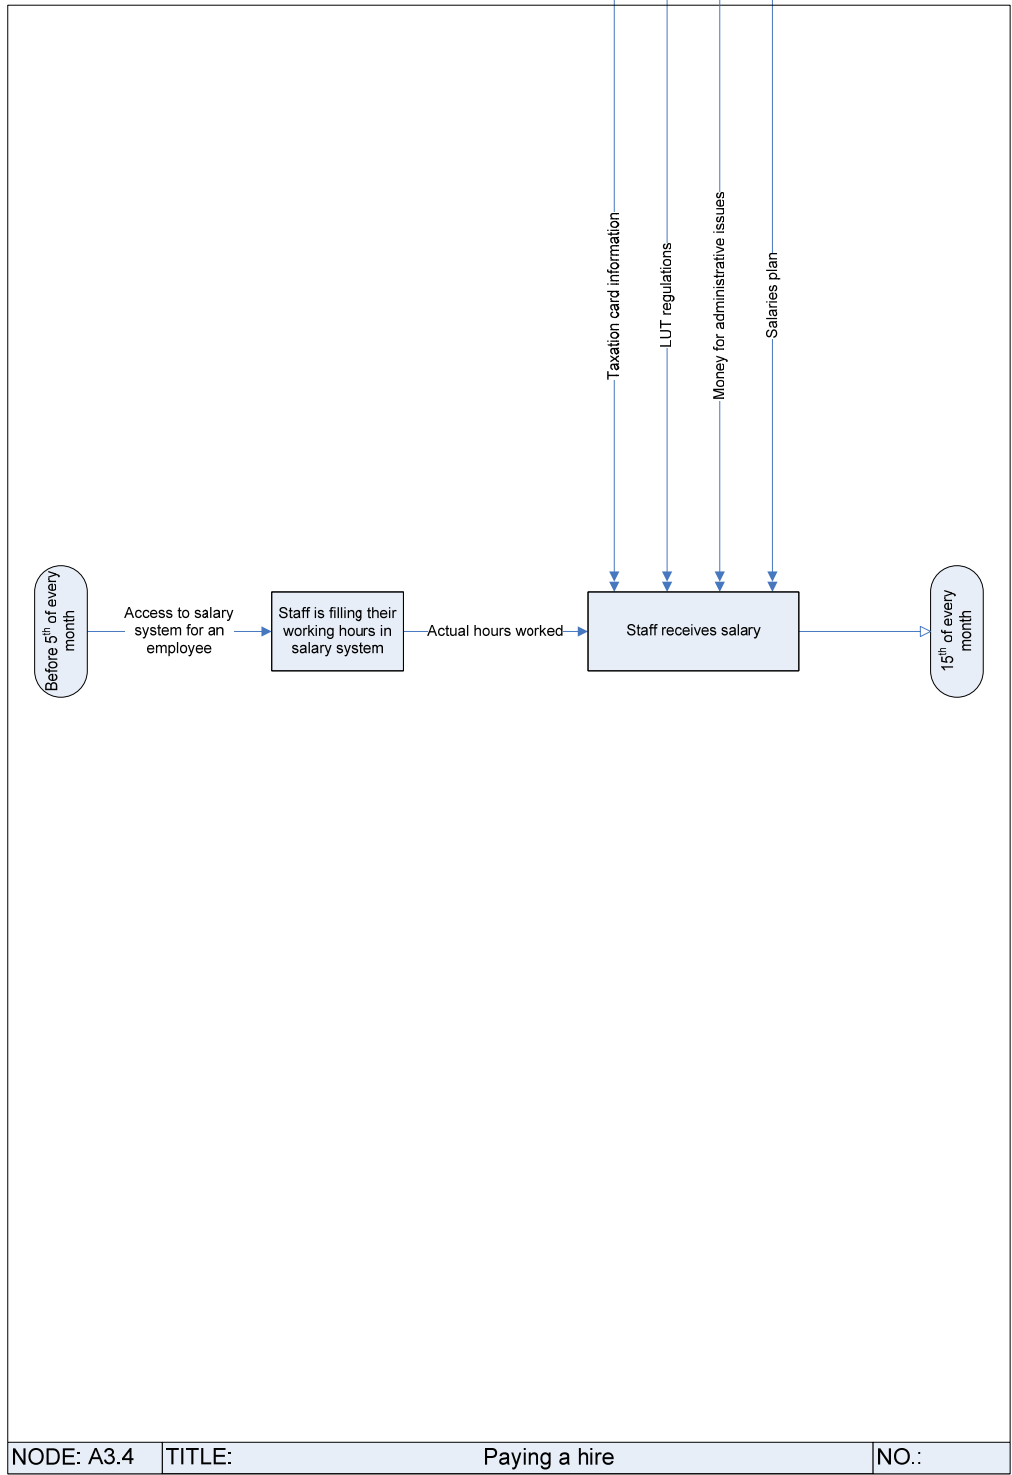 Taxation card information
LUT regulations
Money for administrative issues
Salaries plan
Before 5th of every
month
Access to salary
system for an
employee
Staff is filling their
working hours in
salary system
Actual hours worked
Staff receives salary
15th of every
month
NODE: A3.4
TITLE:
Paying a hire
NO.: